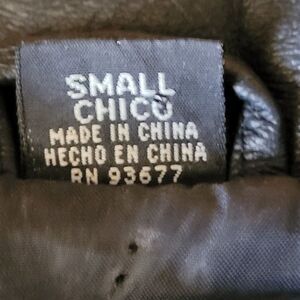 SMALL
CHICO
MADE IN CHINA
HECHO EN CHINA
RN 93677